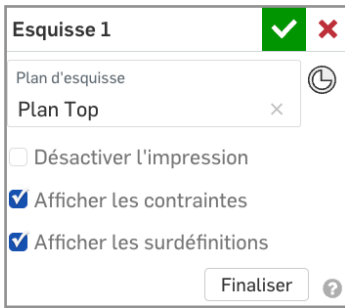 Esquisse 1
Plan d'esquisse
Plan Top
Désactiver l'impression
Afficher les contraintes
Afficher les surdéfinitions
Finaliser
?